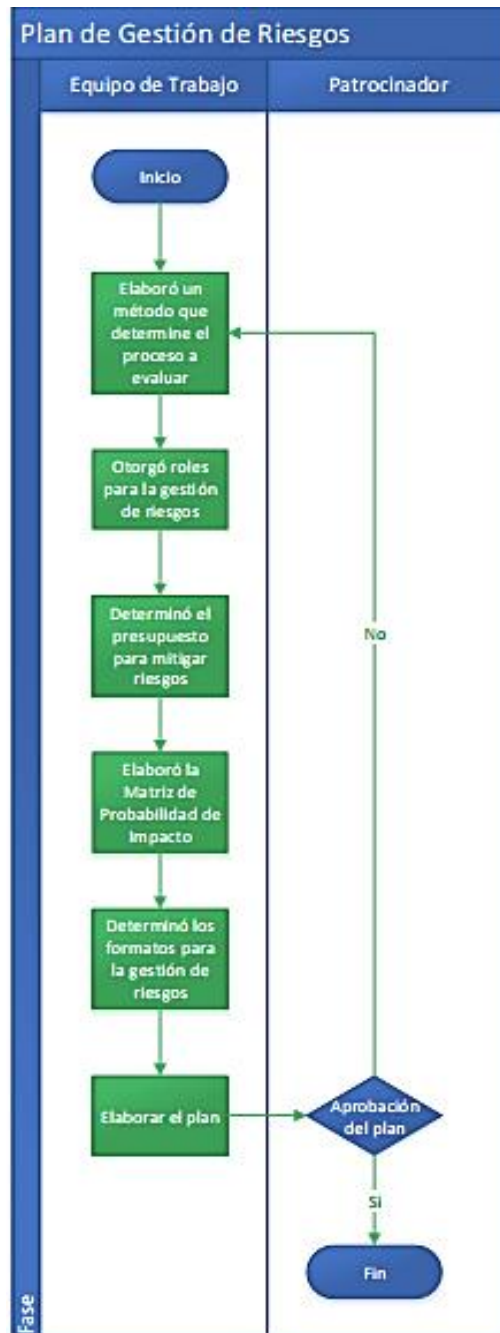 Plan de Gestión de Riesgos
Equipo de Trabajo
Patrocinador
Inicio
Elaboró un
método que
determine el
proceso a
evaluar
Otorgó roles
para la gestión
de riesgos
Determinó el
presupuesto
para mitigar
riesgos
No
Elaboró la
Matriz de
Probabilidad de
Impacto
Determinó los
formatos para
la gestión de
riesgos
Elaborar el plan
Aprobación
del plan
Si
Fin
Fase